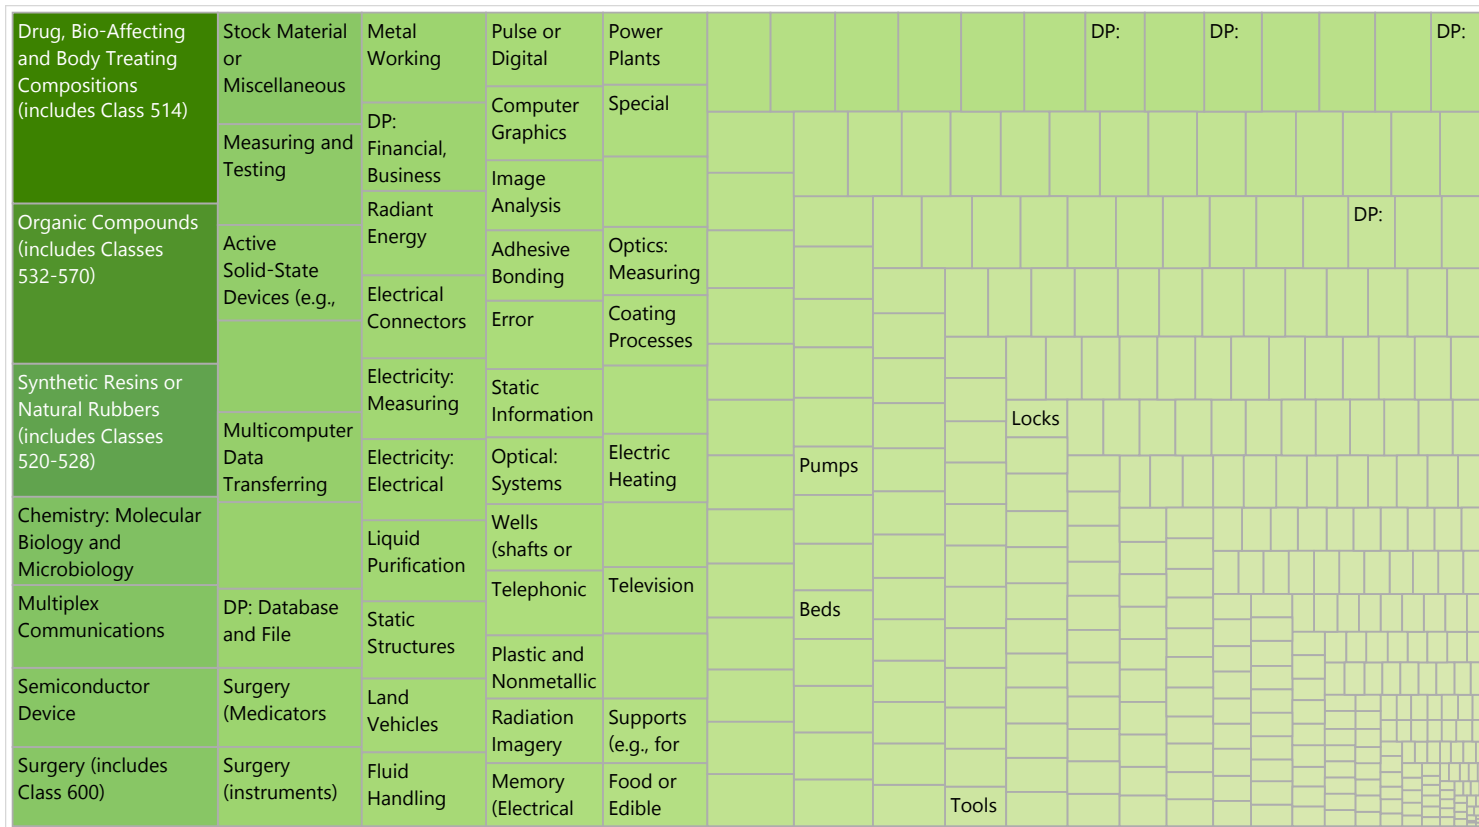 Drug, Bio-Affecting
and Body Treating
Compositions
(includes Class 514)
Organic Compounds
(includes Classes
532-570)
Synthetic Resins or
Natural Rubbers
(includes Classes
520-528)
Chemistry: Molecular
Biology and
Microbiology
Multiplex
Communications
Semiconductor
Device
Surgery (includes
Class 600)
Stock Material
or
Miscellaneous
Measuring and
Testing
Active
Solid-State
Devices (e.g.,
Multicomputer
Data
Transferring
DP: Database
and File
Surgery
(Medicators
Surgery
(instruments)
Metal
Working
DP:
Financial,
Business
Radiant
Energy
Electrical
Connectors
Electricity:
Measuring
Electricity:
Electrical
Liquid
Purification
Static
Structures
Land
Vehicles
Fluid
Handling
Pulse or
Digital
Computer
Graphics
Image
Analysis
Adhesive
Bonding
Error
Static
Information
Optical:
Systems
Wells
(shafts or
Telephonic
Plastic and
Nonmetallic
Radiation
Imagery
Memory
(Electrical
Power
Plants
Special
Optics:
Measuring
Coating
Processes
Electric
Heating
Television
Supports
(e.g., for
Food or
Edible
Pumps
Beds
Tools
Locks
DP:
DP:
DP:
DP: